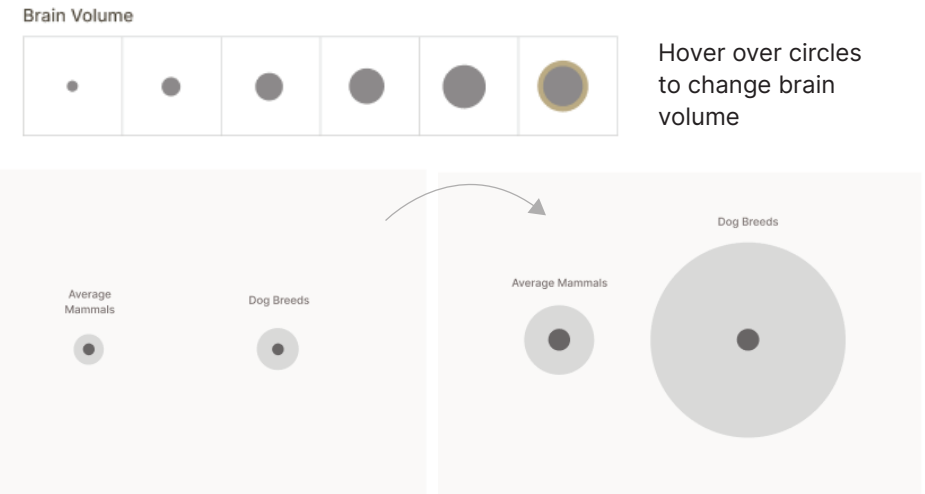 Brain Volume
Hover over circles
to change brain
volume
Average
Mammals
Dog Breeds
Average Mammals
Dog Breeds